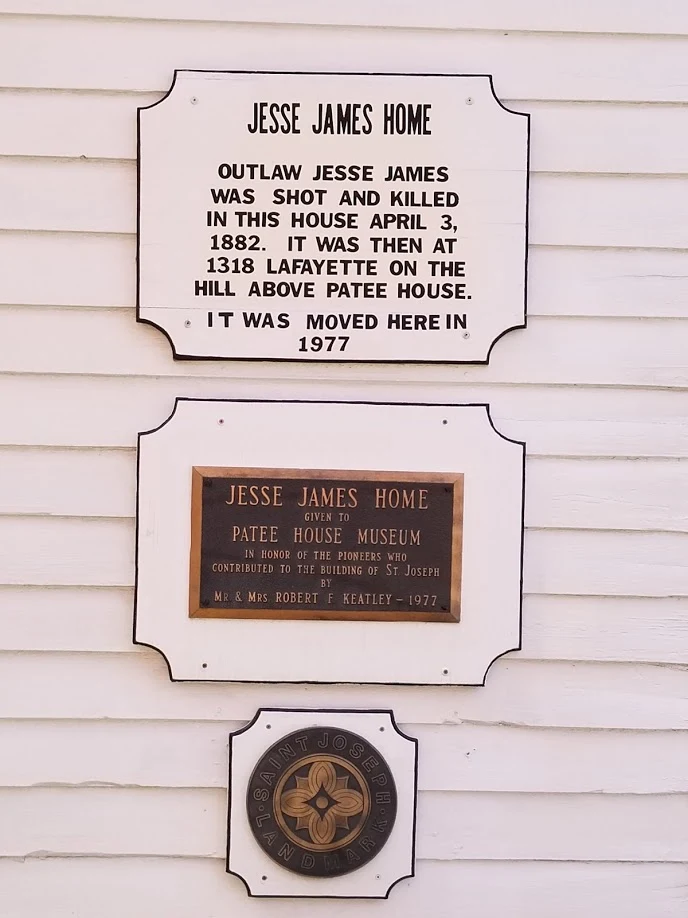 JESSE JAMES HOME
OUTLAW JESSE JAMES
WAS SHOT AND KILLED
IN THIS HOUSE APRIL 3,
1882. IT WAS THEN AT
1318 LAFAYETTE ON THE
HILL ABOVE PATEE HOUSE.
IT WAS MOVED HERE IN
1977
JESSE JAMES HOME
GIVEN TO
PATEE HOUSE MUSEUM
IN HONOR OF THE PIONEERS WHO
CONTRIBUTED TO THE BUILDING OF ST JOSEPH
BY
MR & MRS ROBERT F KEATLEY – 1977
SAINT JOSEPH
· LANDMARK ·